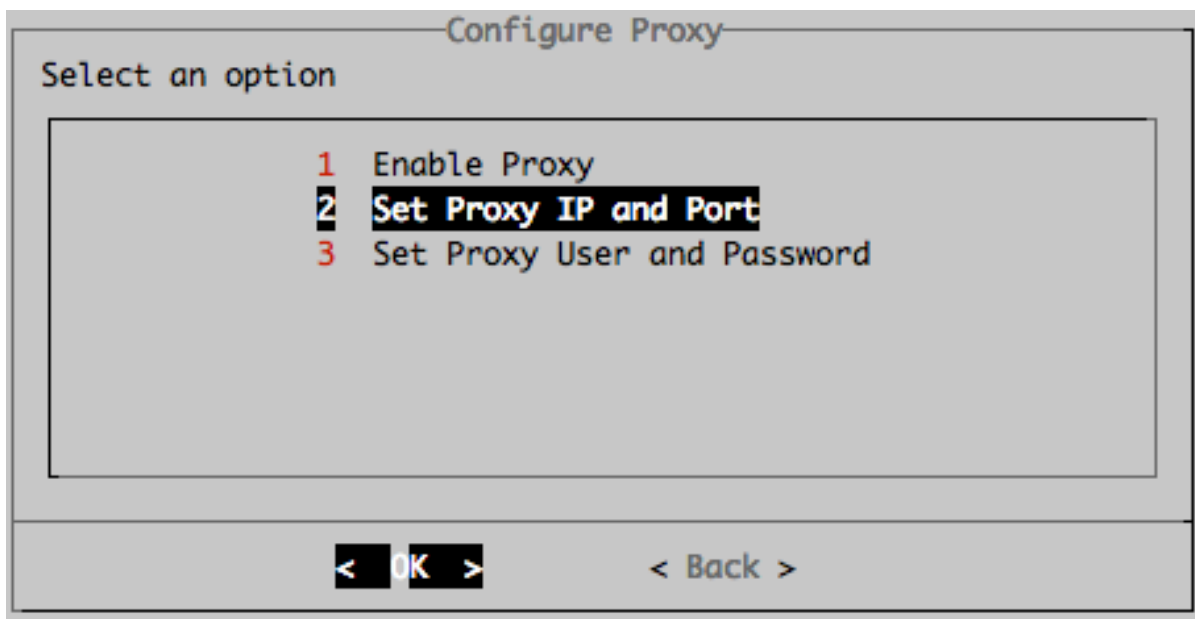 Configure Proxy
Select an option
1 Enable Proxy
2 Set Proxy IP and Port
3 Set Proxy User and Password
< OK > < Back >